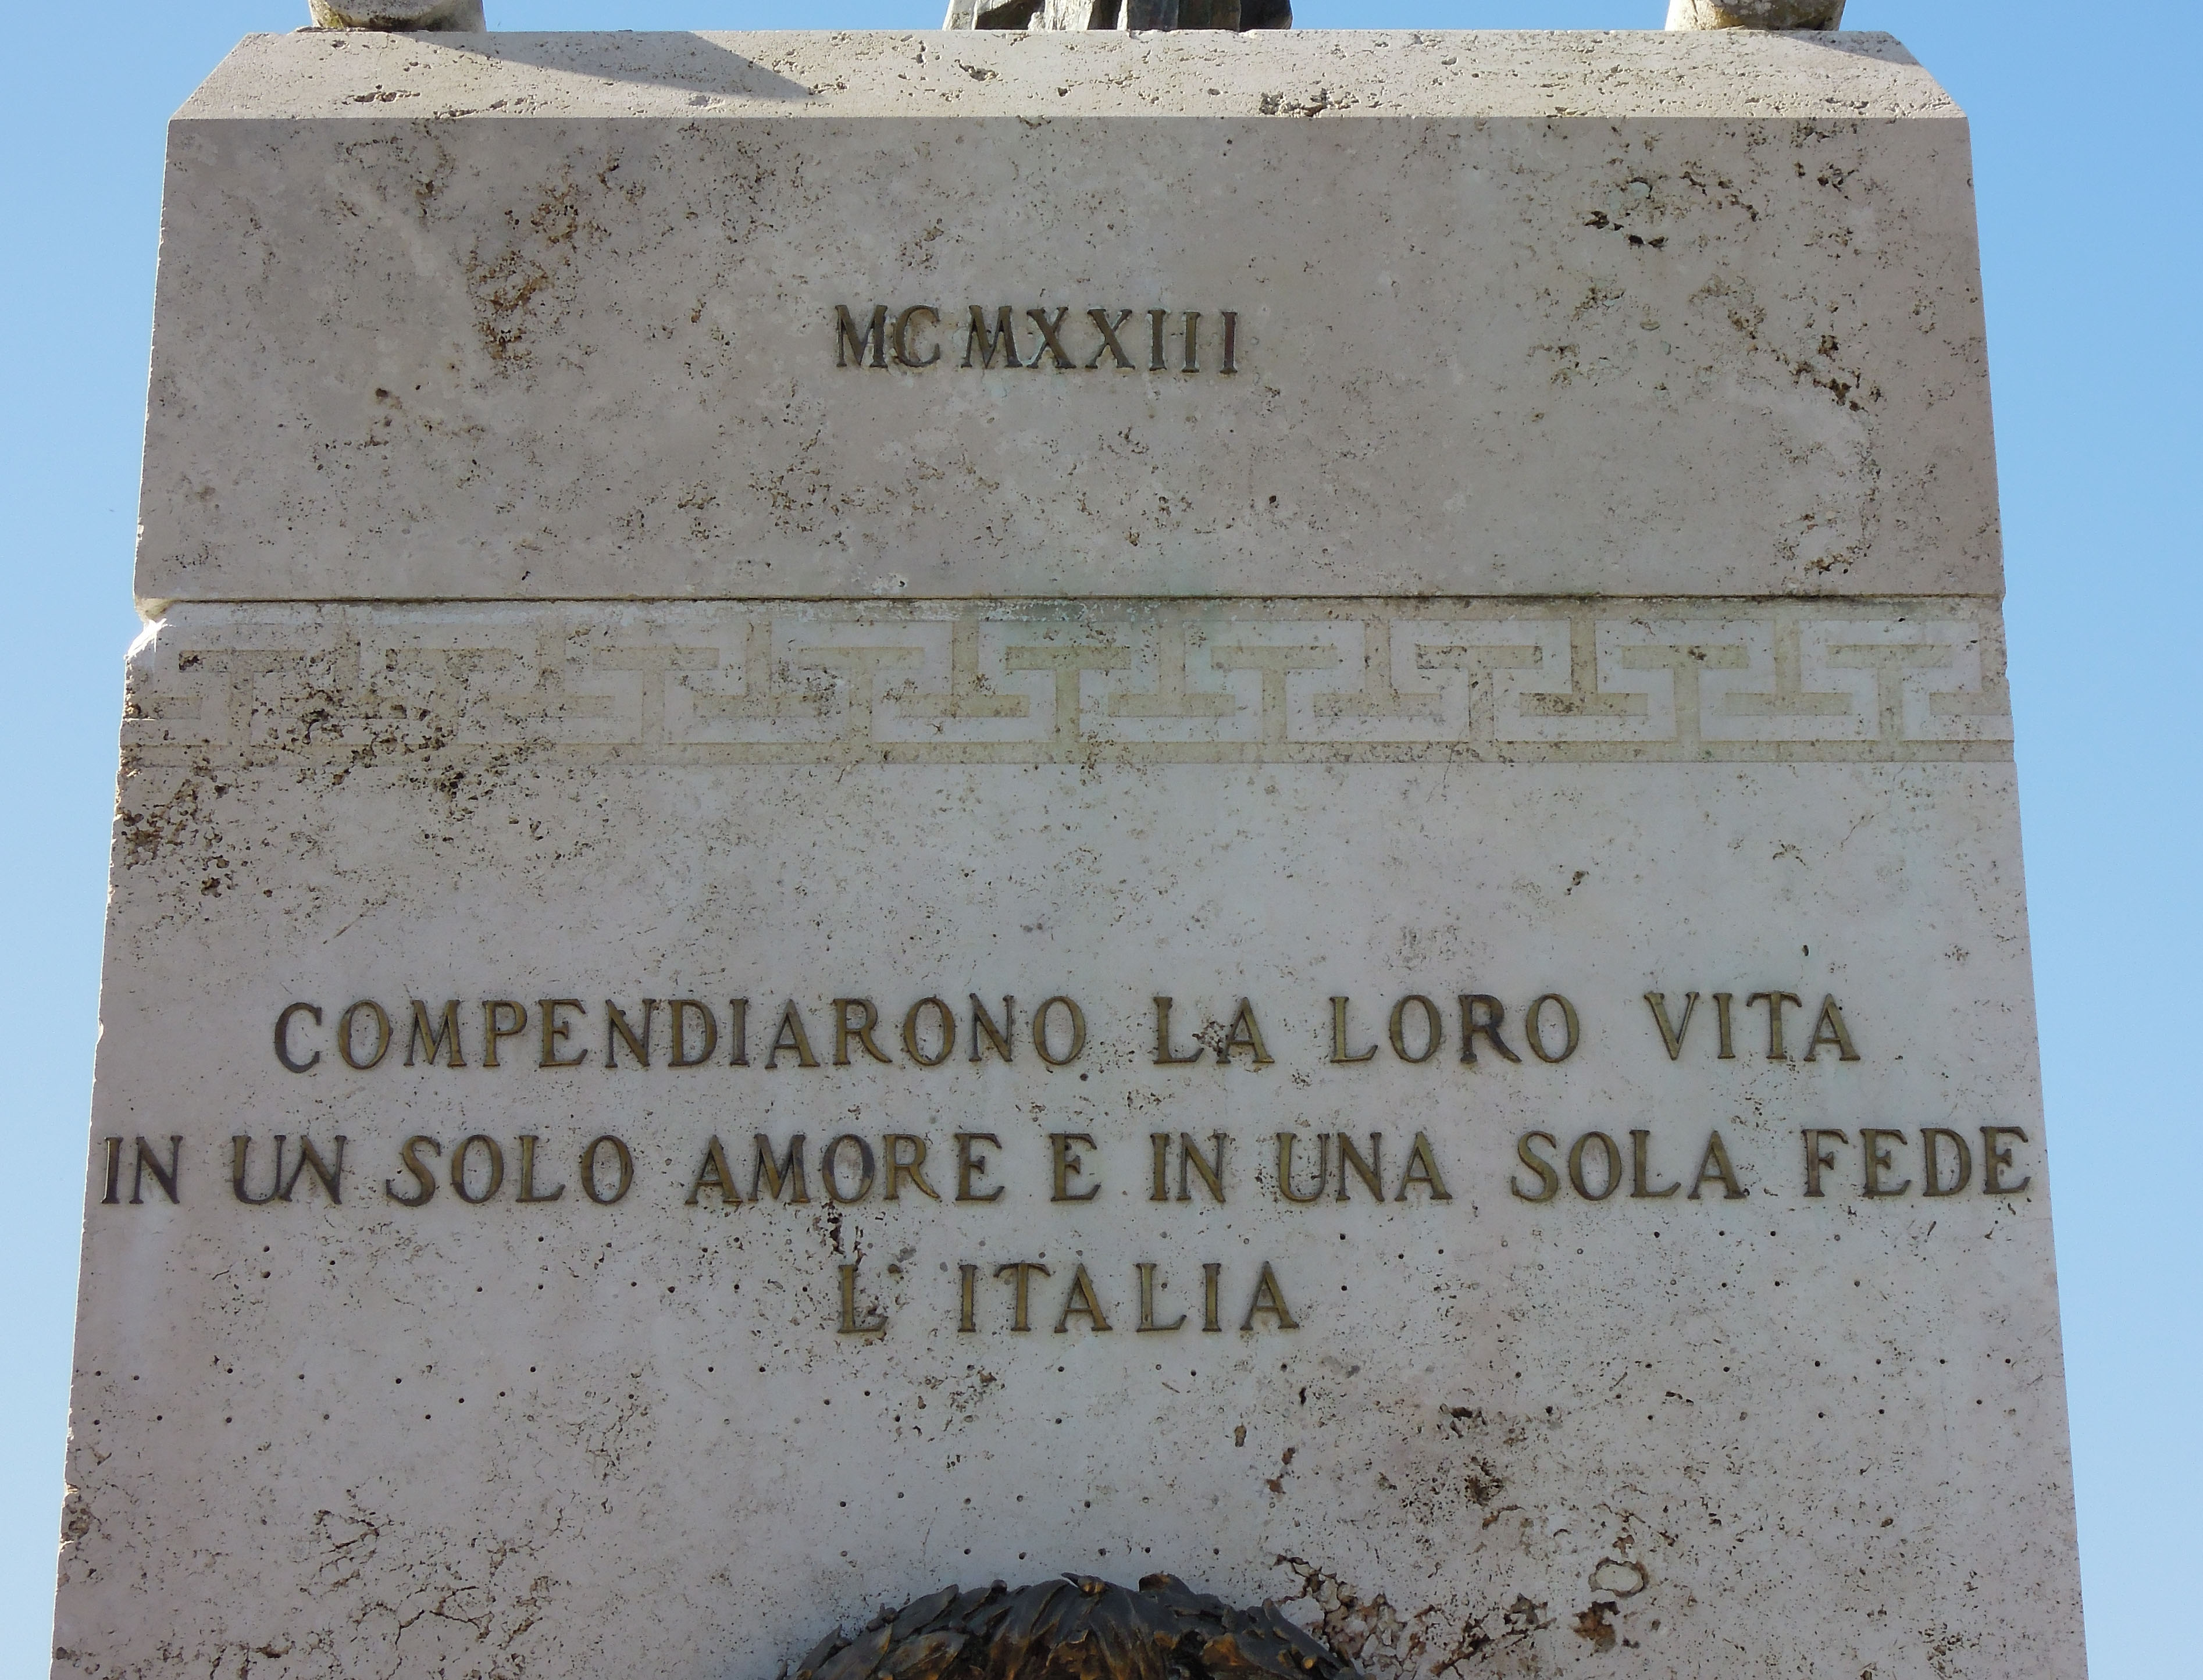 MCMXXIII
COMPENDIARONO LA LORO VITA
IN UN SOLO AMORE E IN UNA SOLA FEDE
L'ITALIA